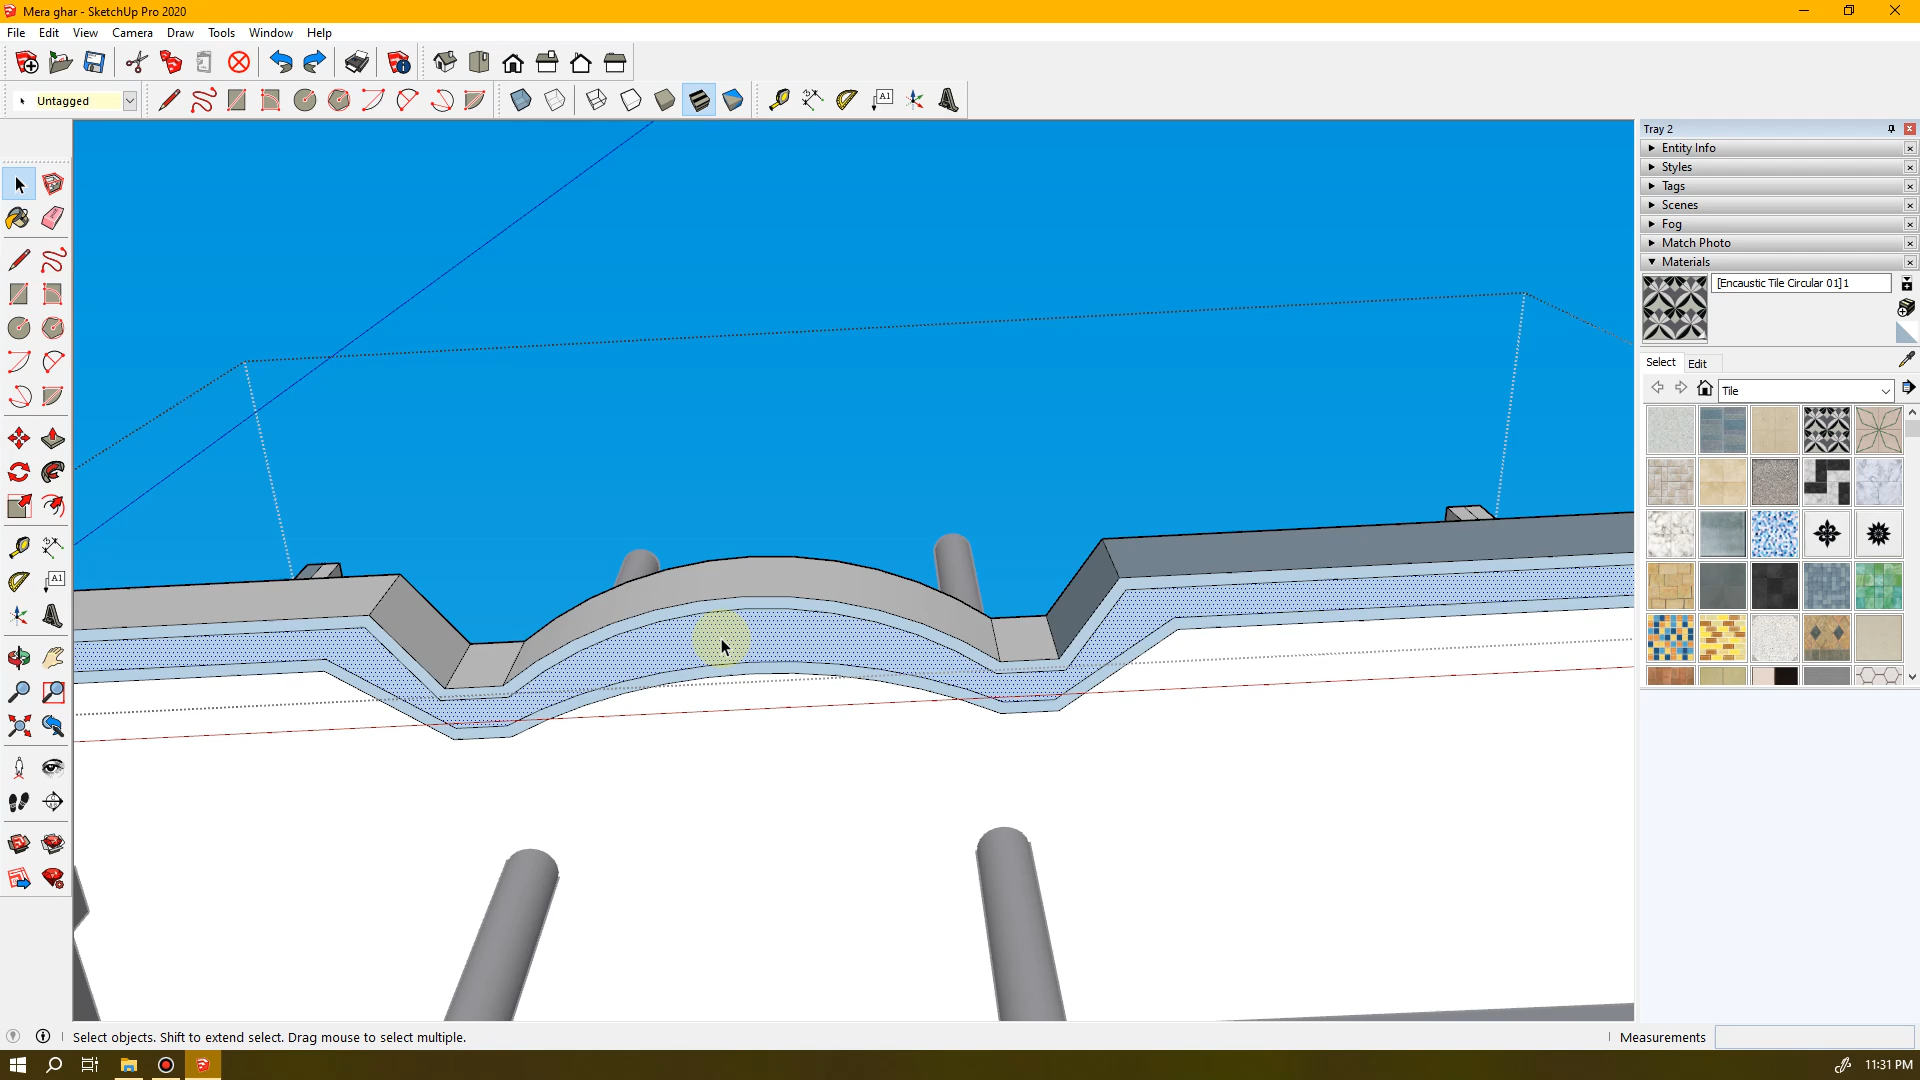 Mera ghar - SketchUp Pro 2020
File Edit View Camera Draw Tools Window Help
Untagged
A1
Tray 2
Entity Info
Styles
Tags
Scenes
Fog
Match Photo
Materials
[Encaustic Tile Circular 01]1
Select Edit
Tile
A1
Select objects. Shift to extend select. Drag mouse to select multiple.
Measurements
11:31 PM